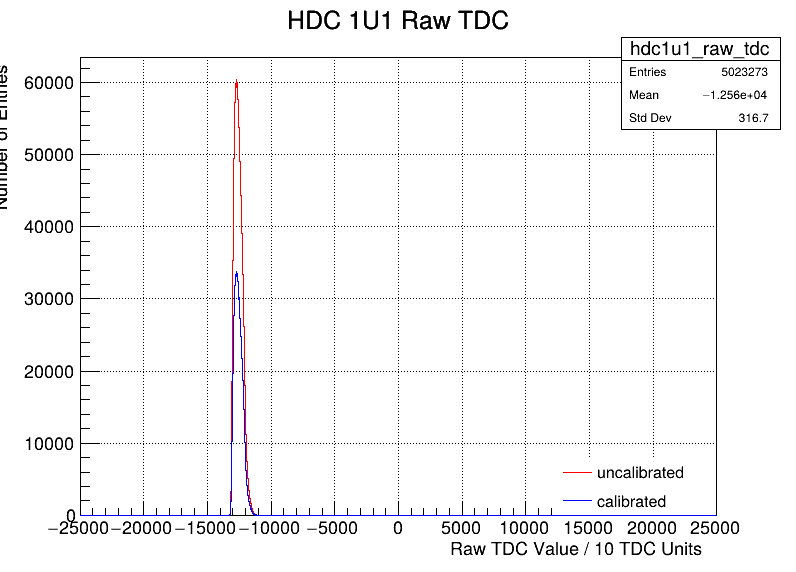 HDC 1U1 Raw TDC
hdc1u1_raw_tdc
Entries 5023273
Mean −1.256e+04
Std Dev 316.7
Number of Entries
60000
50000
40000
30000
20000
10000
0
−25000 −20000 −15000 −10000 −5000 0 5000 10000 15000 20000 25000
uncalibrated
calibrated
Raw TDC Value / 10 TDC Units